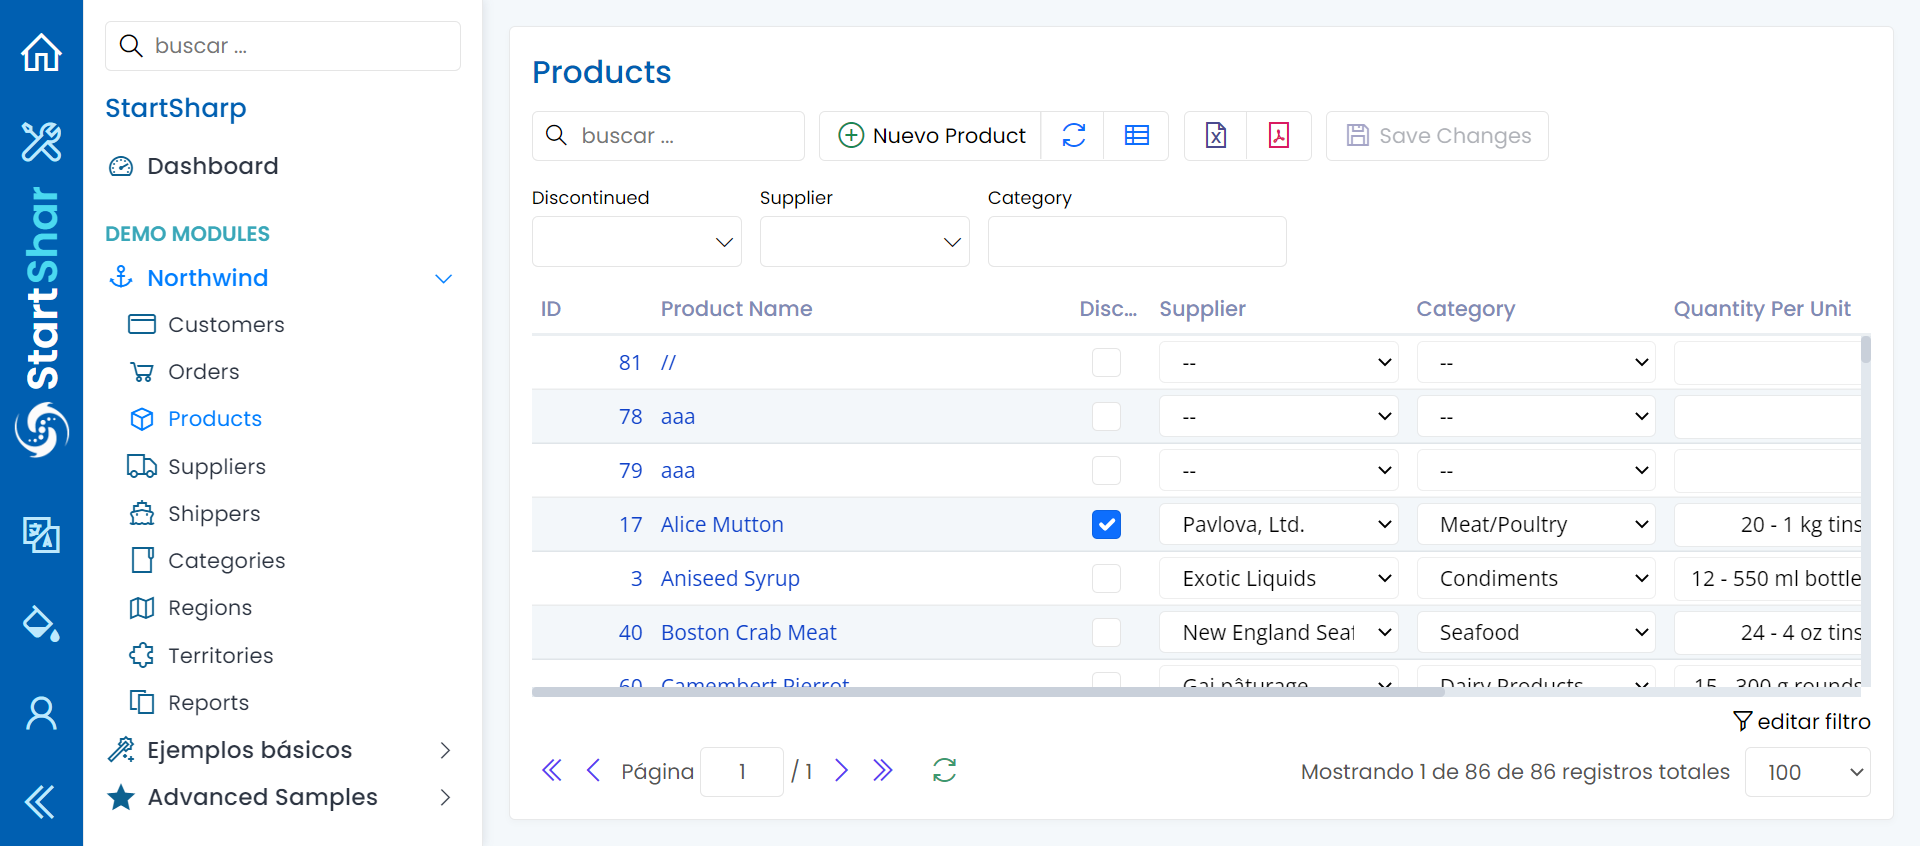 StartShar
buscar ...
StartSharp
Dashboard
DEMO MODULES
Northwind
Customers
Orders
Products
Suppliers
Shippers
Categories
Regions
Territories
Reports
Ejemplos básicos
Advanced Samples
Products
buscar ...
Nuevo Product
Save Changes
Discontinued Supplier Category
ID Product Name Disc... Supplier Category Quantity Per Unit
81 // -- --
78 aaa -- --
79 aaa -- --
17 Alice Mutton Pavlova, Ltd. Meat/Poultry 20 - 1 kg tins
3 Aniseed Syrup Exotic Liquids Condiments 12 - 550 ml bottle
40 Boston Crab Meat New England Seaf Seafood 24 - 4 oz tins
60 Camembert Pierrot Gai pâturage Dairy Products 15 - 300 g rounds
editar filtro
Página 1 / 1
Mostrando 1 de 86 de 86 registros totales 100